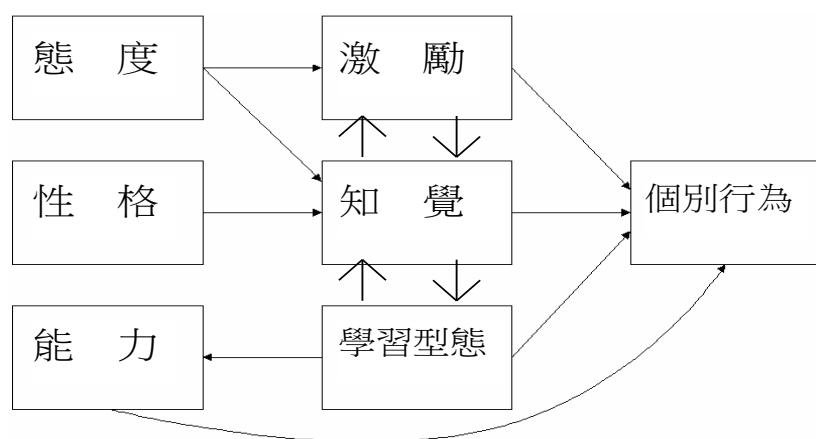 態 度
激 勵
性 格
知 覺
個別行為
能 力
學習型態